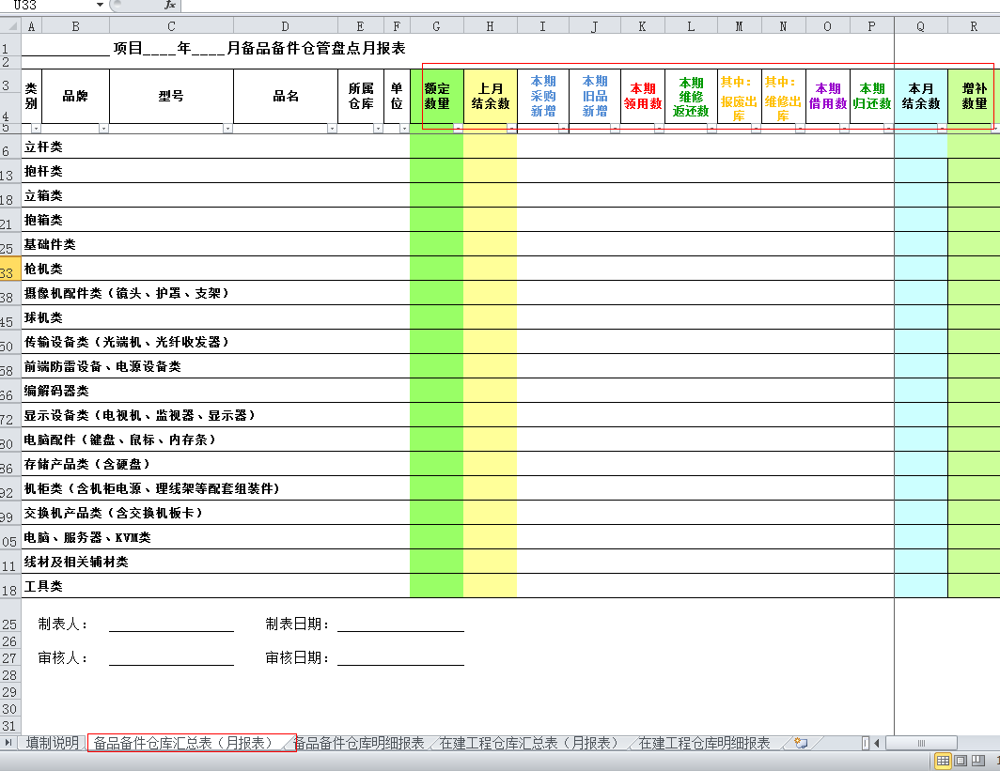 U33 fx
A B C D E F G H I J K L M N O P Q R
1 ____________项目____年____月备品备件仓管盘点月报表
2
3 类别 品牌 型号 品名 所属仓库 单位 额定数量 上月结余数 本期采购新增 本期旧品新增 本期领用数 本期维修返还数 其中：报废出库 其中：维修出库 本期借用数 本期归还数 本月结余数 增补数量
4
5
6 立杆类
13 抱杆类
18 立箱类
21 抱箱类
25 基础件类
33 枪机类
38 摄像机配件类（镜头、护罩、支架）
45 球机类
50 传输设备类（光端机、光纤收发器）
58 前端防雷设备、电源设备类
66 编解码器类
72 显示设备类（电视机、监视器、显示器）
80 电脑配件（键盘、鼠标、内存条）
86 存储产品类（含硬盘）
92 机柜类（含机柜电源、理线架等配套组装件）
99 交换机产品类（含交换机板卡）
05 电脑、服务器、KVM类
11 线材及相关辅材类
18 工具类
25 制表人： 制表日期：
26
27 审核人： 审核日期：
28
29
30
31
填制说明 备品备件仓库汇总表（月报表） 备品备件仓库明细报表 在建工程仓库汇总表（月报表） 在建工程仓库明细报表